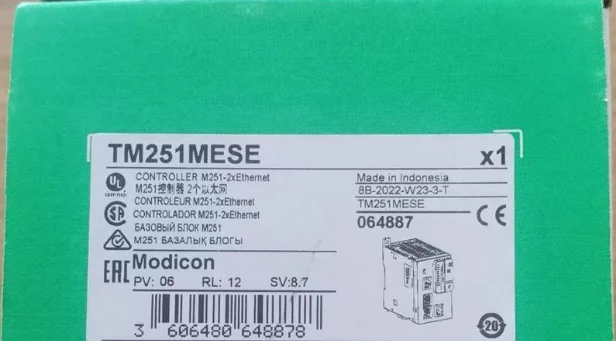 TM251MESE
x1
CONTROLLER M251-2xEthernet
M251控制器 2个以太网
CONTROLEUR M251-2xEthernet
CONTROLADOR M251-2xEthernet
БАЗОВЫЙ БЛОК M251
M251 БАЗАЛЫҚ БЛОГЫ
Made in Indonesia
8B-2022-W23-3-T
TM251MESE
064887
CE
UL
EAC
Modicon
PV: 06 RL: 12 SV:8.7
3 606480 648878
20